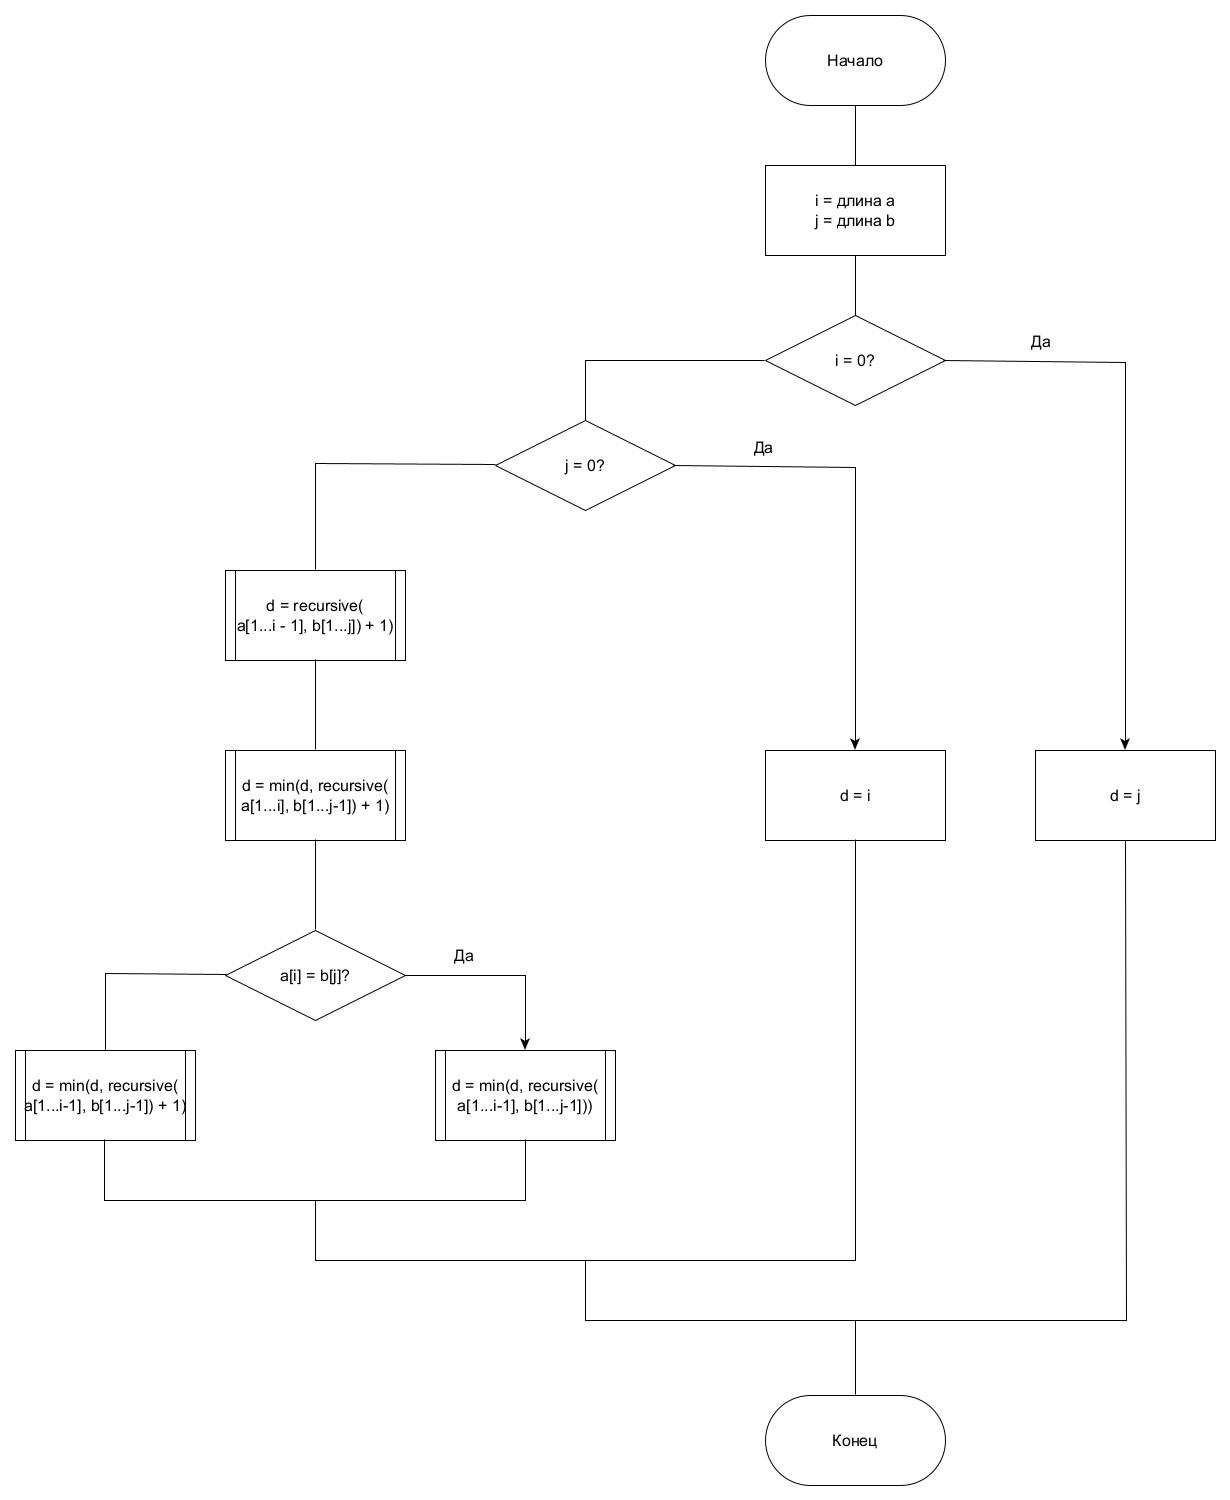 Начало
i = длина a
j = длина b
i = 0?
Да
j = 0?
Да
d = recursive(
a[1...i - 1], b[1...j]) + 1)
d = min(d, recursive(
a[1...i], b[1...j-1]) + 1)
d = i
d = j
a[i] = b[j]?
Да
d = min(d, recursive(
a[1...i-1], b[1...j-1]) + 1)
d = min(d, recursive(
a[1...i-1], b[1...j-1]))
Конец